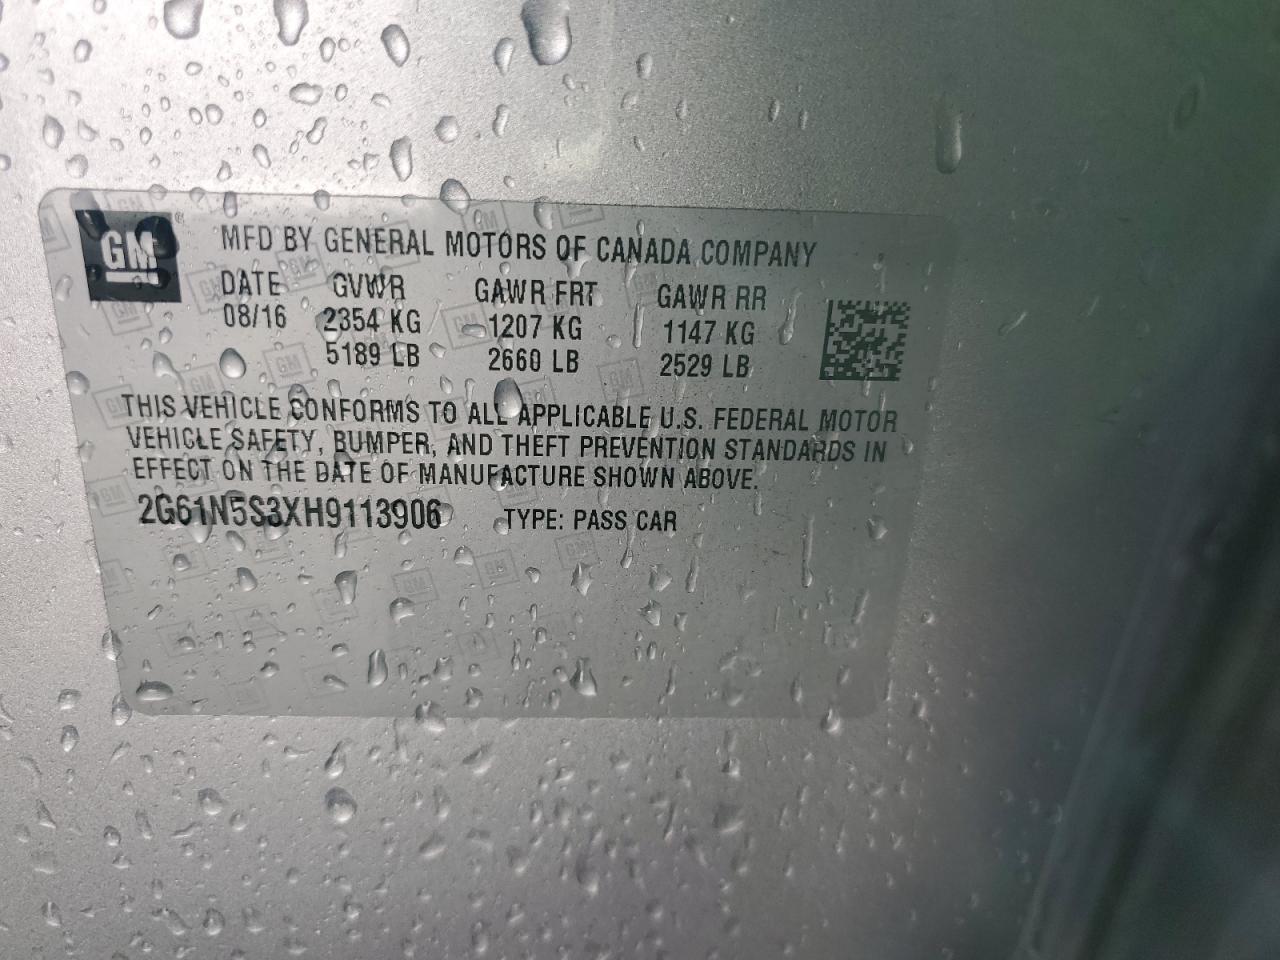 GM ® MFD BY GENERAL MOTORS OF CANADA COMPANY
DATE GVWR GAWR FRT GAWR RR
08/16 2354 KG 1207 KG 1147 KG
5189 LB 2660 LB 2529 LB
THIS VEHICLE CONFORMS TO ALL APPLICABLE U.S. FEDERAL MOTOR
VEHICLE SAFETY, BUMPER, AND THEFT PREVENTION STANDARDS IN
EFFECT ON THE DATE OF MANUFACTURE SHOWN ABOVE.
2G61N5S3XH9113906 TYPE: PASS CAR